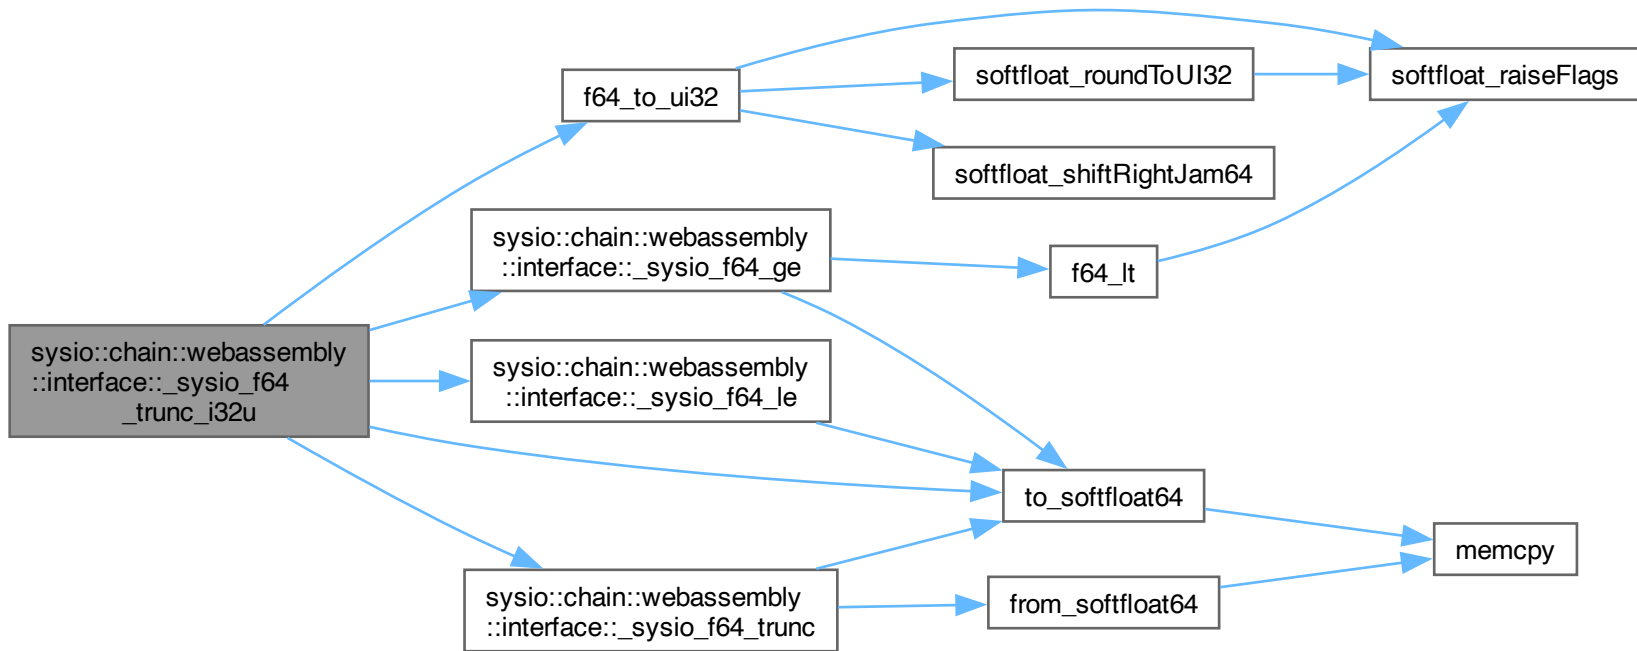 f64_to_ui32
softfloat_roundToUI32
softfloat_raiseFlags
softfloat_shiftRightJam64
sysio::chain::webassembly
::interface::_sysio_f64_ge
f64_lt
sysio::chain::webassembly
::interface::_sysio_f64
_trunc_i32u
sysio::chain::webassembly
::interface::_sysio_f64_le
to_softfloat64
memcpy
sysio::chain::webassembly
::interface::_sysio_f64_trunc
from_softfloat64